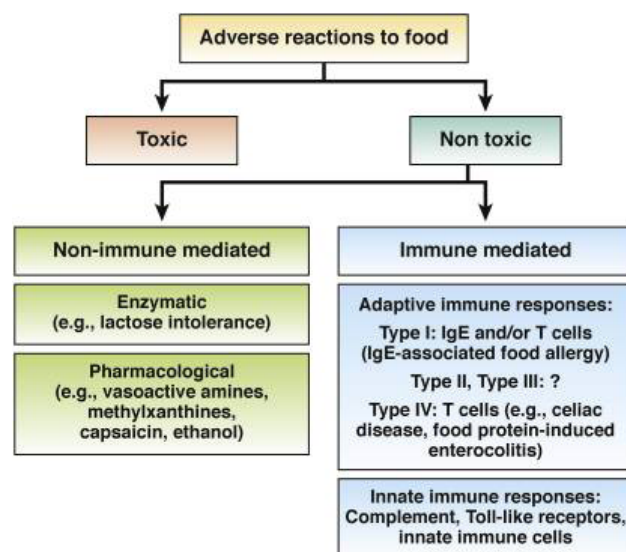 Adverse reactions to food
Toxic
Non toxic
Non-immune mediated
Immune mediated
Enzymatic
(e.g., lactose intolerance)
Pharmacological
(e.g., vasoactive amines,
methylxanthines,
capsaicin, ethanol)
Adaptive immune responses:
Type I: IgE and/or T cells
(IgE-associated food allergy)
Type II, Type III: ?
Type IV: T cells (e.g., celiac
disease, food protein-induced
enterocolitis)
Innate immune responses:
Complement, Toll-like receptors,
innate immune cells